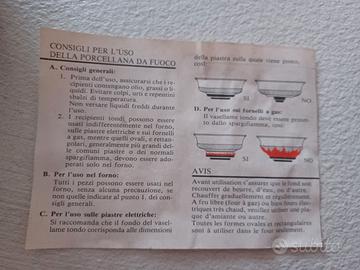 CONSIGLI PER L'USO
DELLA PORCELLANA DA FUOCO
A. Consigli generali:
1. Prima dell'uso, assicurarsi che i re-
cipienti contengano olio, grassi o li-
quidi. Evitare colpi, urti e repentini
sbalzi di temperatura.
Non versare liquidi freddi durante
l'uso.
2. I recipienti tondi possono essere
usati indifferentemente nel forno,
sulle piastre elettriche e sui fornelli
a gas, mentre quelli ovali, e rettan-
golari, generalmente più grandi del-
le comuni piastre o dei normali
spargifiamma, devono essere ado-
perati solo nel forno.
B. Per l'uso nel forno:
Tutti i pezzi possono essere usati nel
forno, senza alcuna precauzione, se
non quelle indicate al punto 1. dei con-
sigli generali.
C. Per l'uso sulle piastre elettriche:
Si raccomanda che il fondo del vasel-
lame tondo corrisponda alle dimensioni
della piastra sulla quale viene posto,
così:
SI
NO
D. Per l'uso sui fornelli a gas:
Il vasellame tondo deve essere posto
su dello spargifiamma, così:
SI
NO
AVIS
Avant utilisation s'assurer que le fond soit
recouvert de beurre, d'eau, ou d'autre.
Chauffer graduellement et régulièrement.
A feu libre (four à gaz) ou bien électriques
très chaud, veuillez utiliser une plaque
d'amiante ou autre.
Toutes les formes ovales et rectangulaires
sont à utiliser dans le four seulement.
subito